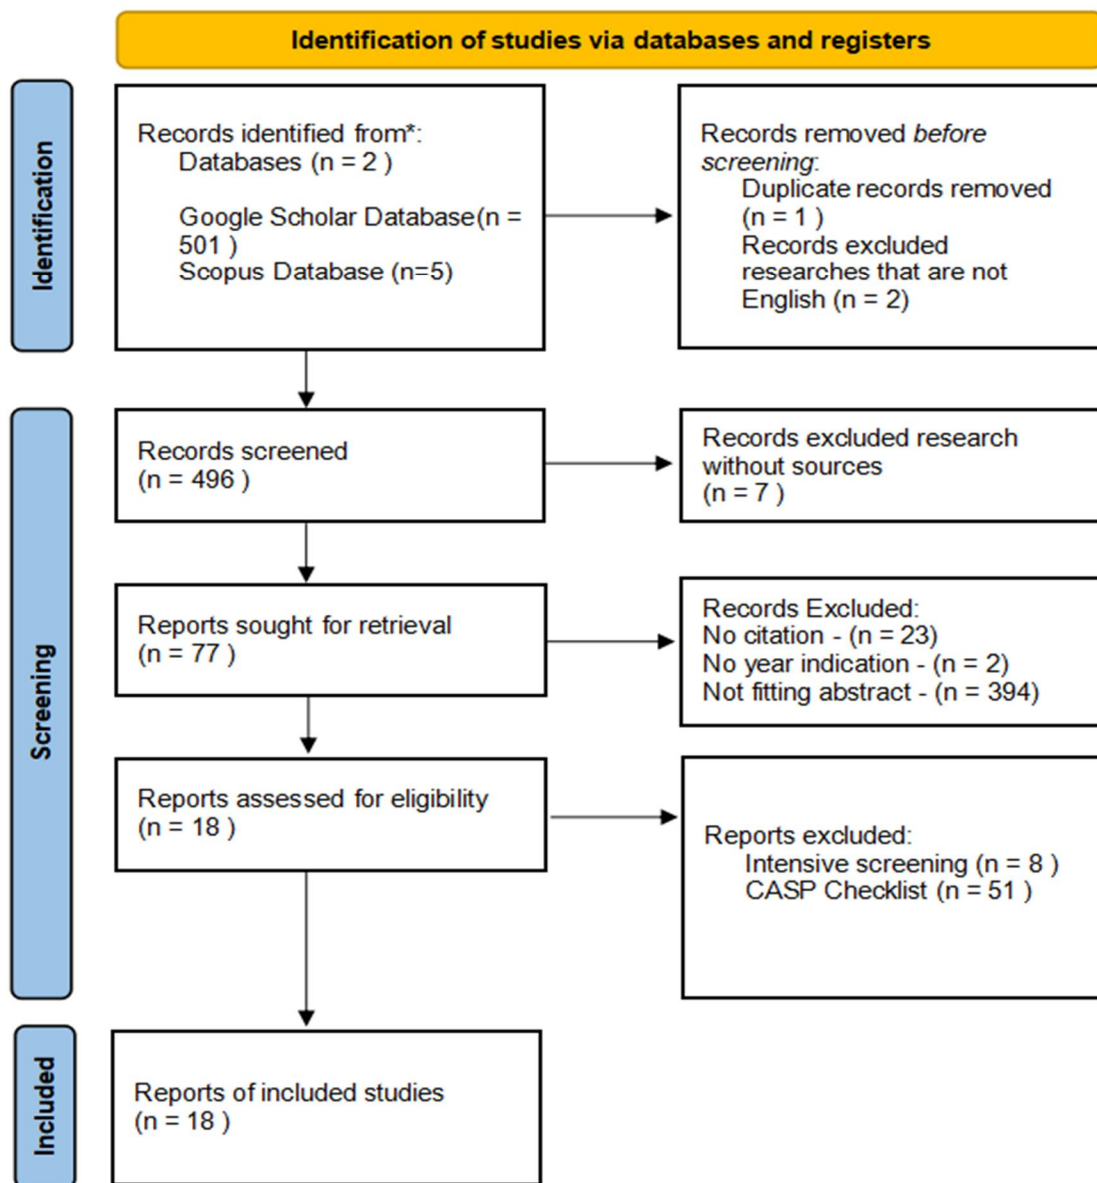 Identification of studies via databases and registers
Identification
Records identified from*:
Databases (n = 2 )
Google Scholar Database(n =
501 )
Scopus Database (n=5)
Records removed before
screening:
Duplicate records removed
(n = 1 )
Records excluded
researches that are not
English (n = 2)
Screening
Records screened
(n = 496 )
Records excluded research
without sources
(n = 7 )
Reports sought for retrieval
(n = 77 )
Records Excluded:
No citation - (n = 23)
No year indication - (n = 2)
Not fitting abstract - (n = 394)
Reports assessed for eligibility
(n = 18 )
Reports excluded:
Intensive screening (n = 8 )
CASP Checklist (n = 51 )
Included
Reports of included studies
(n = 18 )